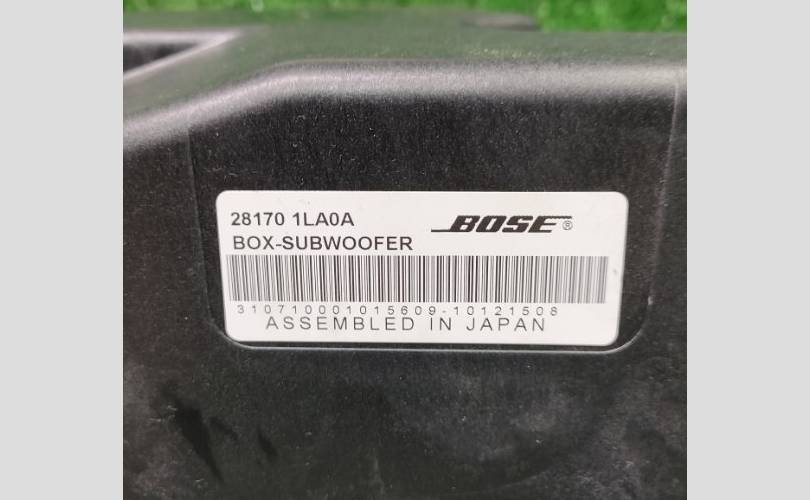 28170 1LA0A
BOSE®
BOX-SUBWOOFER
310710001015609-10121508
ASSEMBLED IN JAPAN